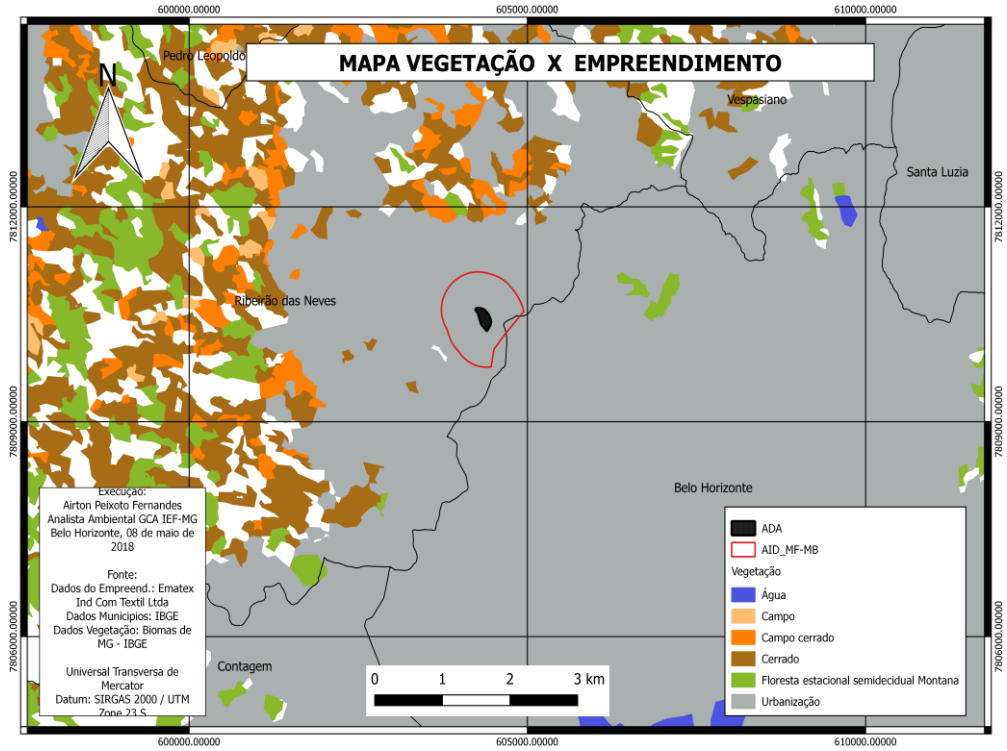 600000.00000
605000.00000
610000.00000
MAPA VEGETAÇÃO X EMPREENDIMENTO
Pedro Leopoldo
N
Vespasiano
Santa Luzia
7812000.00000
7812000.00000
Ribeirão das Neves
7809000.00000
7809000.00000
Belo Horizonte
Execução:
Airton Peixoto Fernandes
Analista Ambiental GCA IEF-MG
Belo Horizonte, 08 de maio de
2018
Fonte:
Dados do Empreend.: Ematex
Ind Com Textil Ltda
Dados Municipios: IBGE
Dados Vegetação: Biomas de
MG - IBGE
Universal Transversa de
Mercator
Datum: SIRGAS 2000 / UTM
Zone 23 S
ADA
AID_MF-MB
Vegetação
Água
Campo
Campo cerrado
Cerrado
Floresta estacional semidecidual Montana
Urbanização
7806000.00000
7806000.00000
Contagem
0 1 2 3 km
600000.00000
605000.00000
610000.00000